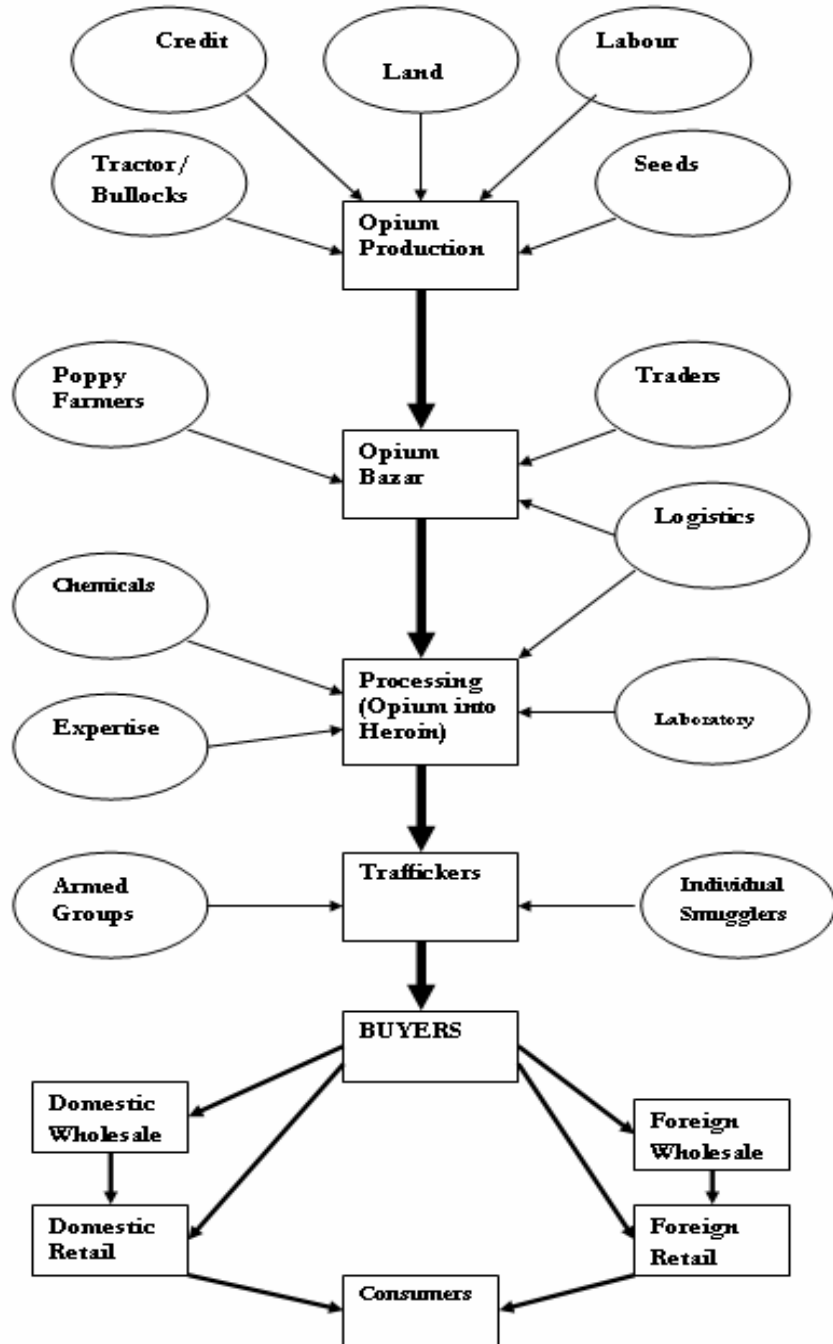 Credit
Land
Labour
Tractor/
Bullocks
Seeds
Opium
Production
Poppy
Farmers
Traders
Opium
Bazar
Logistics
Chemicals
Processing
(Opium into
Heroin)
Expertise
Laboratory
Armed
Groups
Traffickers
Individual
Smugglers
BUYERS
Domestic
Wholesale
Foreign
Wholesale
Domestic
Retail
Foreign
Retail
Consumers